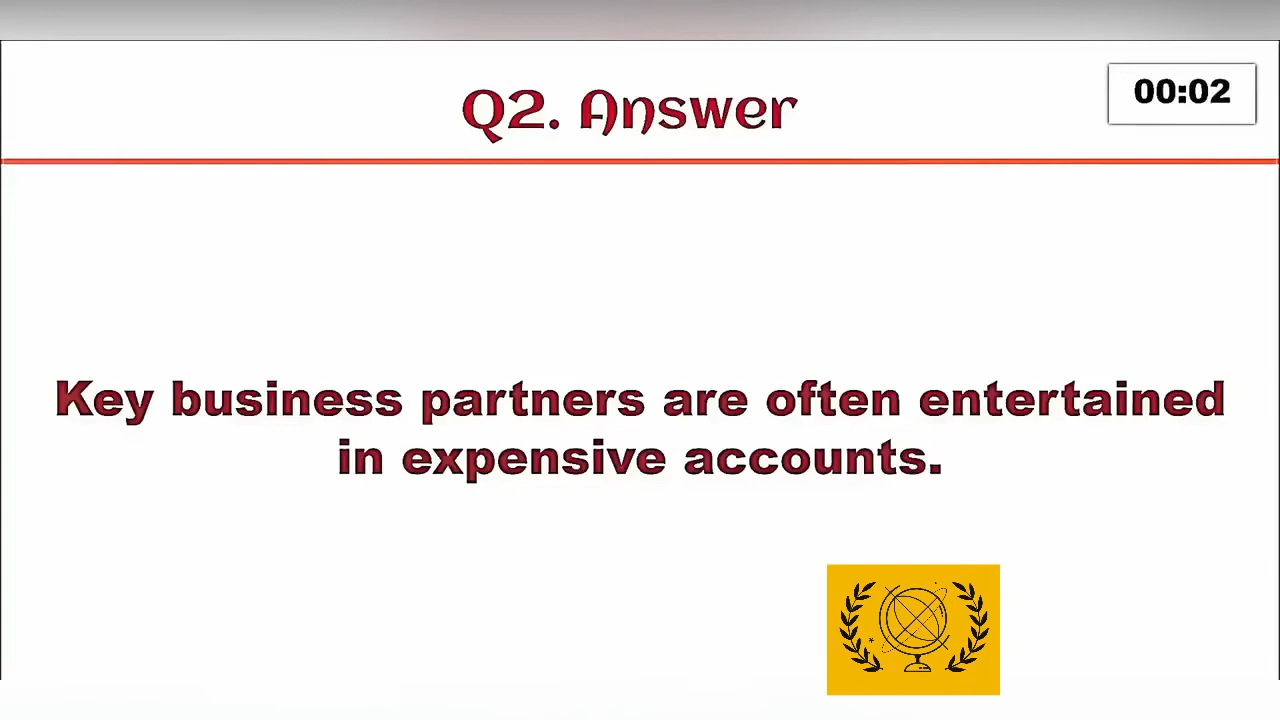 Q2. Answer
00:02
Key business partners are often entertained
in expensive accounts.